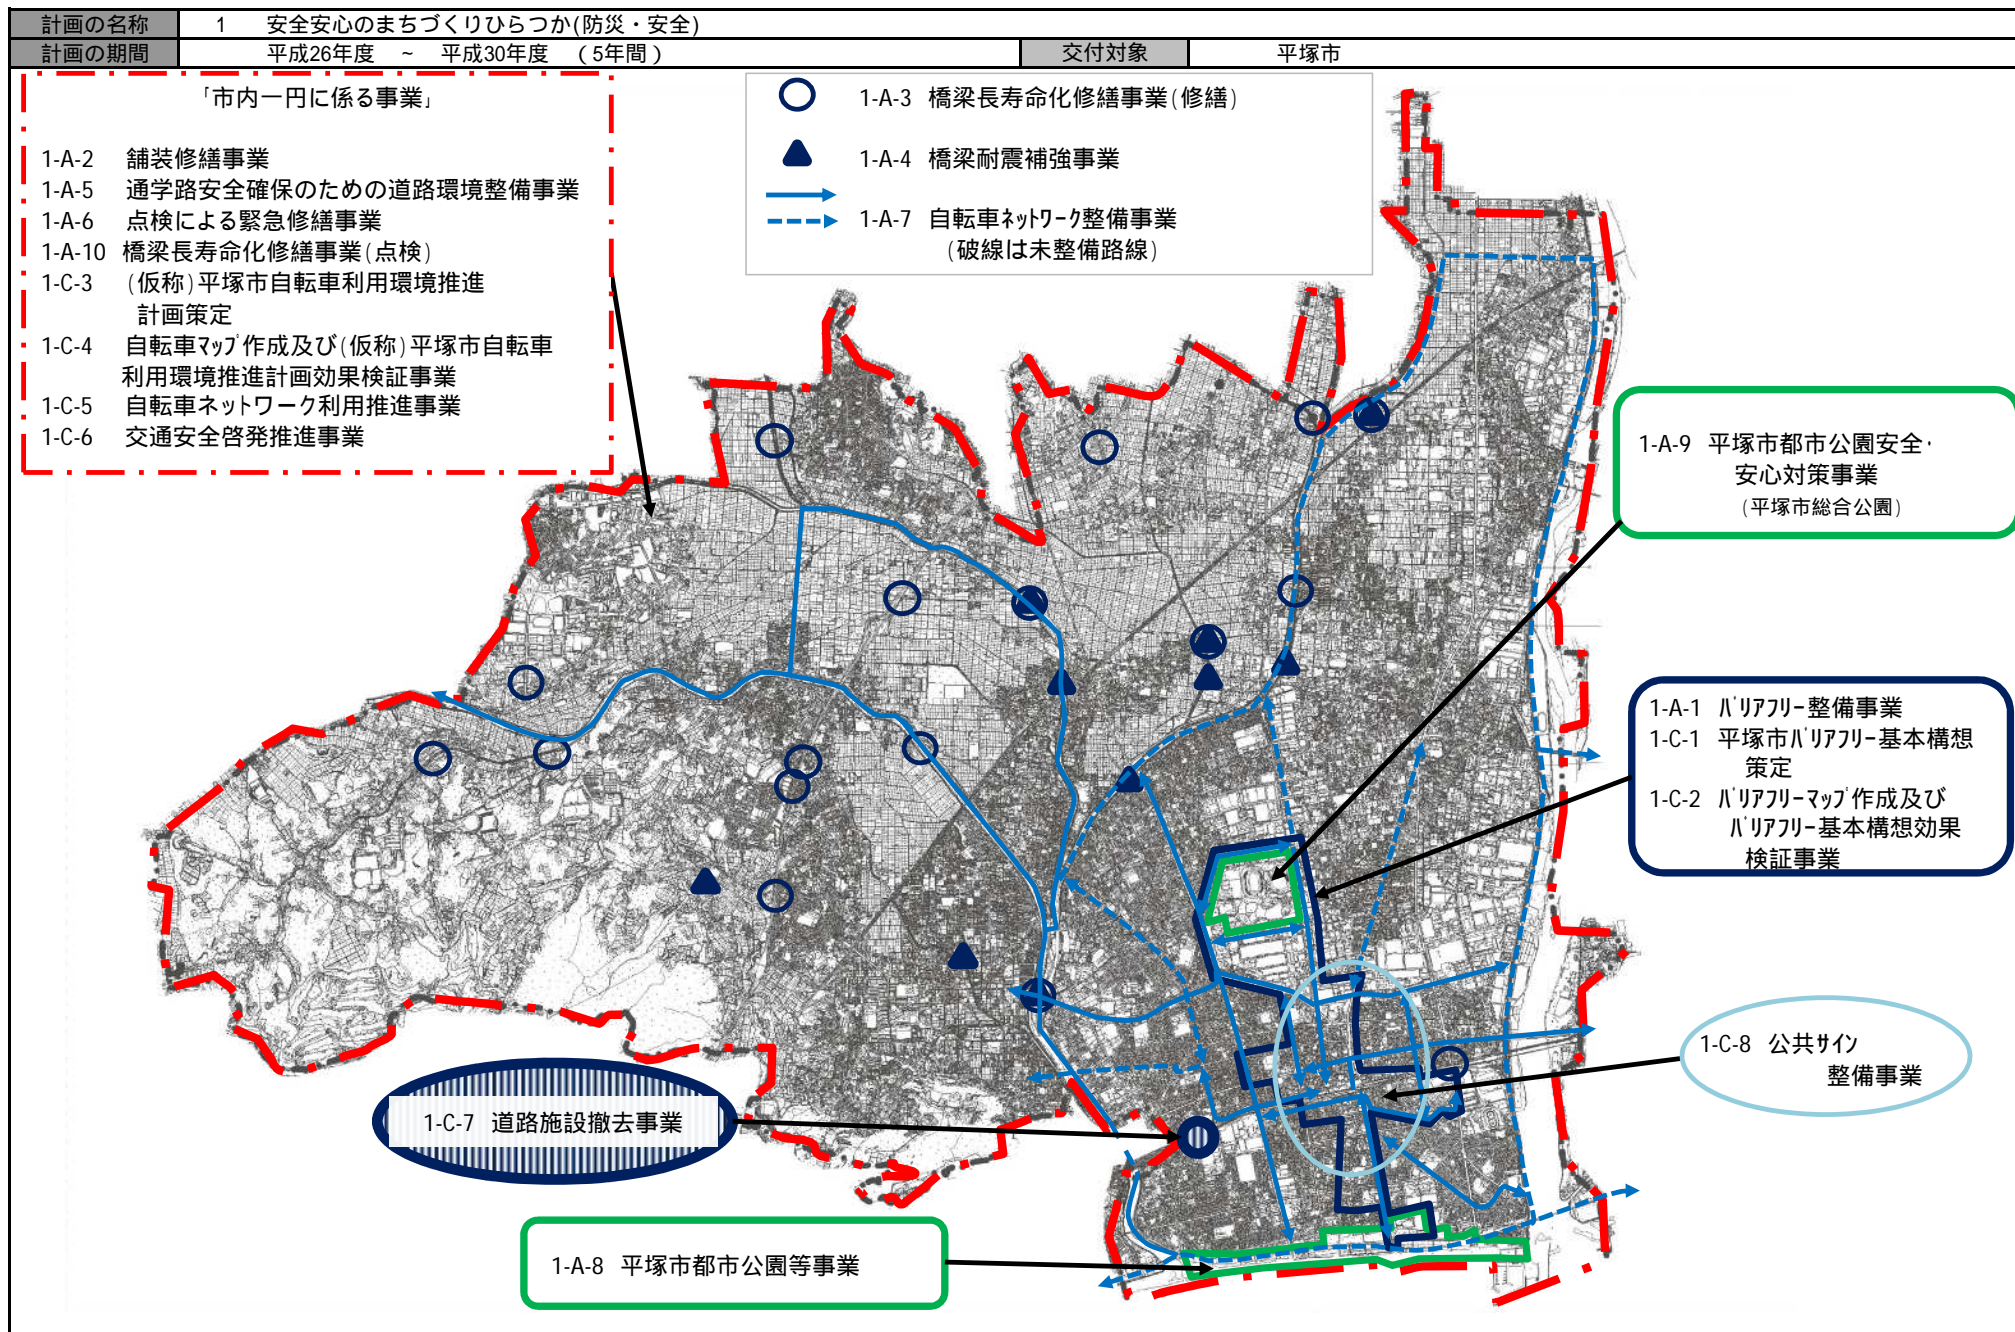 計画の名称 1 安全安心のまちづくりひらつか(防災・安全)
計画の期間 平成26年度 ~ 平成30年度 （5年間） 交付対象 平塚市
「市内一円に係る事業」
1-A-2 舗装修繕事業
1-A-5 通学路安全確保のための道路環境整備事業
1-A-6 点検による緊急修繕事業
1-A-10 橋梁長寿命化修繕事業(点検)
1-C-3 (仮称)平塚市自転車利用環境推進
計画策定
1-C-4 自転車ﾏｯﾌﾟ作成及び(仮称)平塚市自転車
利用環境推進計画効果検証事業
1-C-5 自転車ネットワーク利用推進事業
1-C-6 交通安全啓発推進事業
1-A-3 橋梁長寿命化修繕事業(修繕)
1-A-4 橋梁耐震補強事業
1-A-7 自転車ﾈｯﾄﾜｰｸ整備事業
(破線は未整備路線)
1-A-9 平塚市都市公園安全・
安心対策事業
(平塚市総合公園)
1-A-1 ﾊﾞﾘｱﾌﾘｰ整備事業
1-C-1 平塚市ﾊﾞﾘｱﾌﾘｰ基本構想
策定
1-C-2 ﾊﾞﾘｱﾌﾘｰﾏｯﾌﾟ作成及び
ﾊﾞﾘｱﾌﾘｰ基本構想効果
検証事業
1-C-8 公共ｻｲﾝ
整備事業
1-C-7 道路施設撤去事業
1-A-8 平塚市都市公園等事業